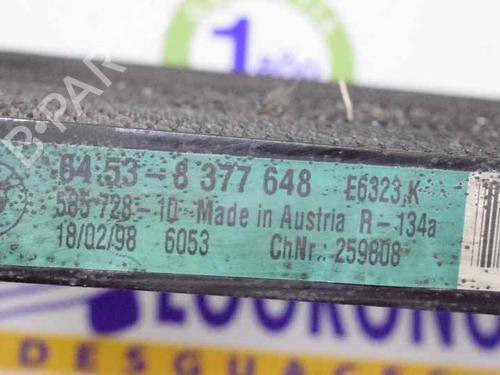 1
año
B-PARTS
64.53-8 377 648 E6323.K
585 728-10 Made in Austria R-134a
18/02/98 6053 ChNr.: 259808
LOGROÑO
DESGUACES